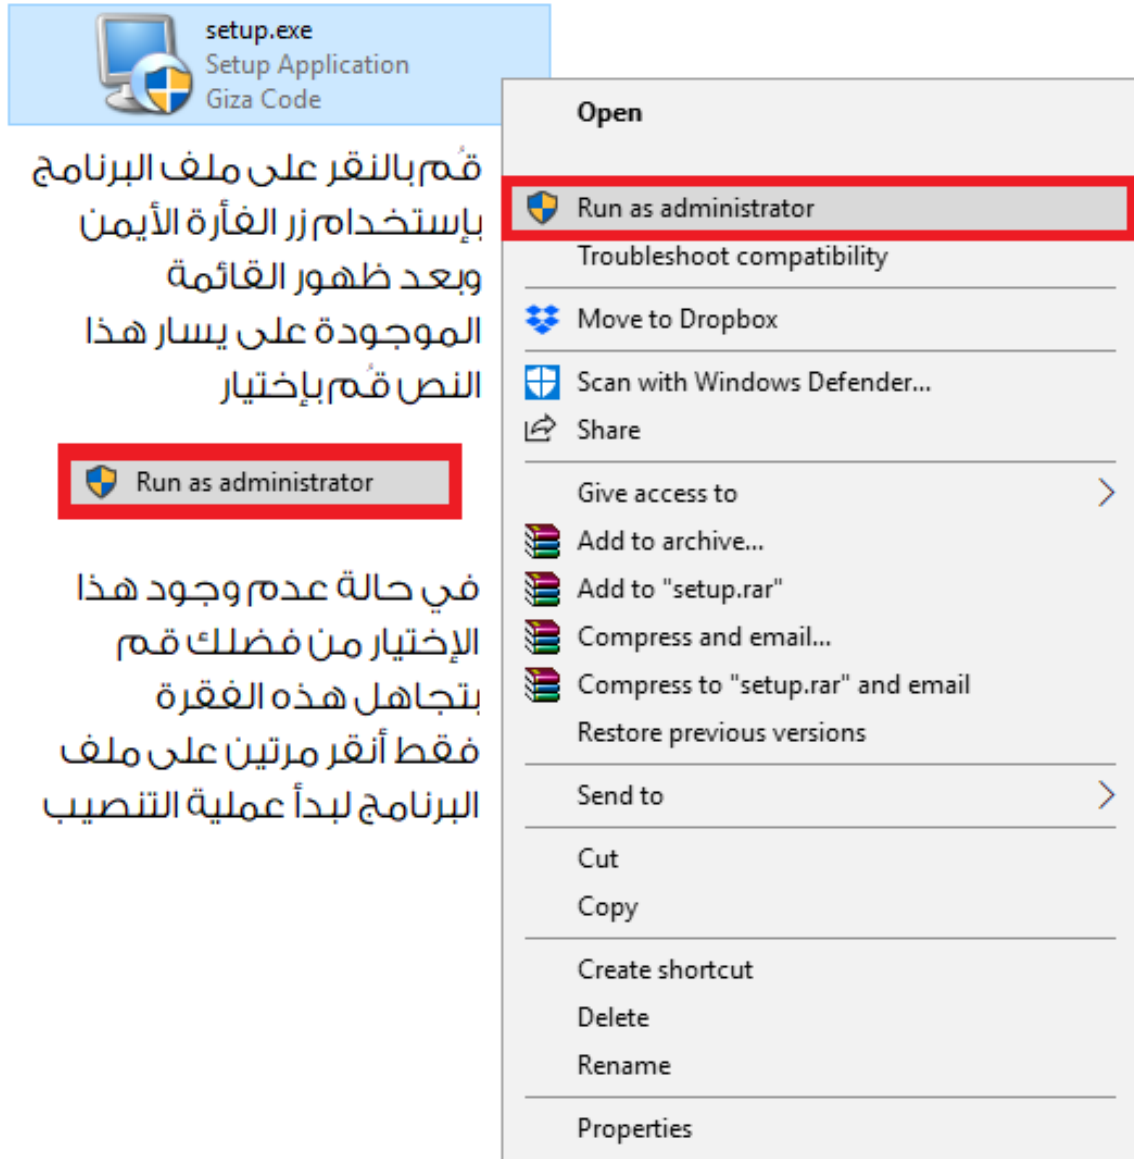 setup.exe
Setup Application
Giza Code
قُم بالنقر على ملف البرنامج
بإستخدام زر الفأرة الأيمن
وبعد ظهور القائمة
الموجودة على يسار هذا
النص قُم بإختيار
Run as administrator
في حالة عدم وجود هذا
الإختيار من فضلك قم
بتجاهل هذه الفقرة
فقط أنقر مرتين على ملف
البرنامج لبدأ عملية التنصيب
Open
Run as administrator
Troubleshoot compatibility
Move to Dropbox
Scan with Windows Defender...
Share
Give access to
Add to archive...
Add to "setup.rar"
Compress and email...
Compress to "setup.rar" and email
Restore previous versions
Send to
Cut
Copy
Create shortcut
Delete
Rename
Properties